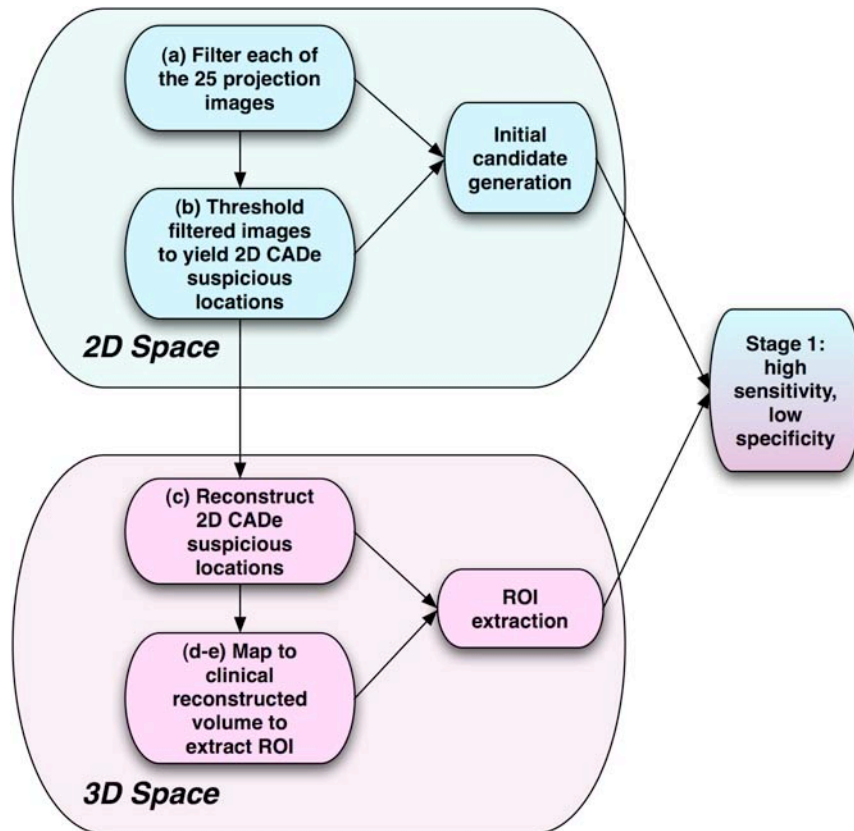 (a) Filter each of
the 25 projection
images
Initial
candidate
generation
(b) Threshold
filtered images
to yield 2D CADe
suspicious
locations
2D Space
Stage 1:
high
sensitivity,
low
specificity
(c) Reconstruct
2D CADe
suspicious
locations
ROI
extraction
(d-e) Map to
clinical
reconstructed
volume to
extract ROI
3D Space